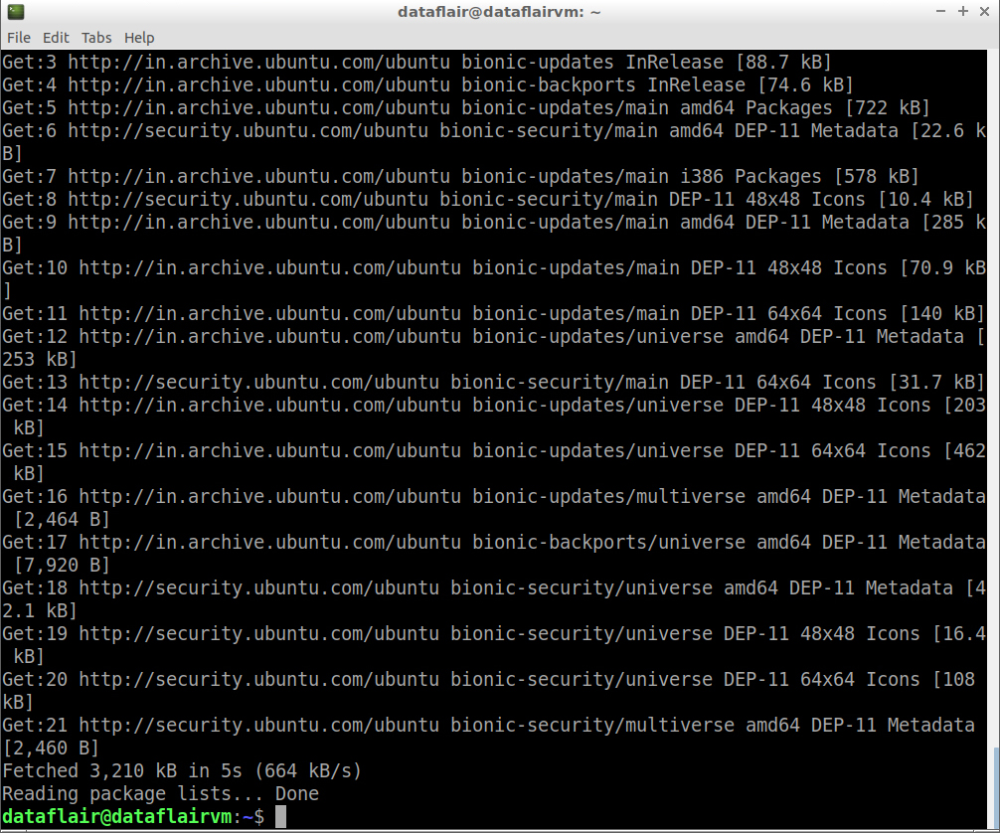 dataflair@dataflairvm: ~
File Edit Tabs Help
Get:3 http://in.archive.ubuntu.com/ubuntu bionic-updates InRelease [88.7 kB]
Get:4 http://in.archive.ubuntu.com/ubuntu bionic-backports InRelease [74.6 kB]
Get:5 http://in.archive.ubuntu.com/ubuntu bionic-updates/main amd64 Packages [722 kB]
Get:6 http://security.ubuntu.com/ubuntu bionic-security/main amd64 DEP-11 Metadata [22.6 k
B]
Get:7 http://in.archive.ubuntu.com/ubuntu bionic-updates/main i386 Packages [578 kB]
Get:8 http://security.ubuntu.com/ubuntu bionic-security/main DEP-11 48x48 Icons [10.4 kB]
Get:9 http://in.archive.ubuntu.com/ubuntu bionic-updates/main amd64 DEP-11 Metadata [285 k
B]
Get:10 http://in.archive.ubuntu.com/ubuntu bionic-updates/main DEP-11 48x48 Icons [70.9 kB
]
Get:11 http://in.archive.ubuntu.com/ubuntu bionic-updates/main DEP-11 64x64 Icons [140 kB]
Get:12 http://in.archive.ubuntu.com/ubuntu bionic-updates/universe amd64 DEP-11 Metadata [
253 kB]
Get:13 http://security.ubuntu.com/ubuntu bionic-security/main DEP-11 64x64 Icons [31.7 kB]
Get:14 http://in.archive.ubuntu.com/ubuntu bionic-updates/universe DEP-11 48x48 Icons [203
 kB]
Get:15 http://in.archive.ubuntu.com/ubuntu bionic-updates/universe DEP-11 64x64 Icons [462
 kB]
Get:16 http://in.archive.ubuntu.com/ubuntu bionic-updates/multiverse amd64 DEP-11 Metadata
 [2,464 B]
Get:17 http://in.archive.ubuntu.com/ubuntu bionic-backports/universe amd64 DEP-11 Metadata
 [7,920 B]
Get:18 http://security.ubuntu.com/ubuntu bionic-security/universe amd64 DEP-11 Metadata [4
2.1 kB]
Get:19 http://security.ubuntu.com/ubuntu bionic-security/universe DEP-11 48x48 Icons [16.4
 kB]
Get:20 http://security.ubuntu.com/ubuntu bionic-security/universe DEP-11 64x64 Icons [108
kB]
Get:21 http://security.ubuntu.com/ubuntu bionic-security/multiverse amd64 DEP-11 Metadata
[2,460 B]
Fetched 3,210 kB in 5s (664 kB/s)
Reading package lists... Done
dataflair@dataflairvm:~$